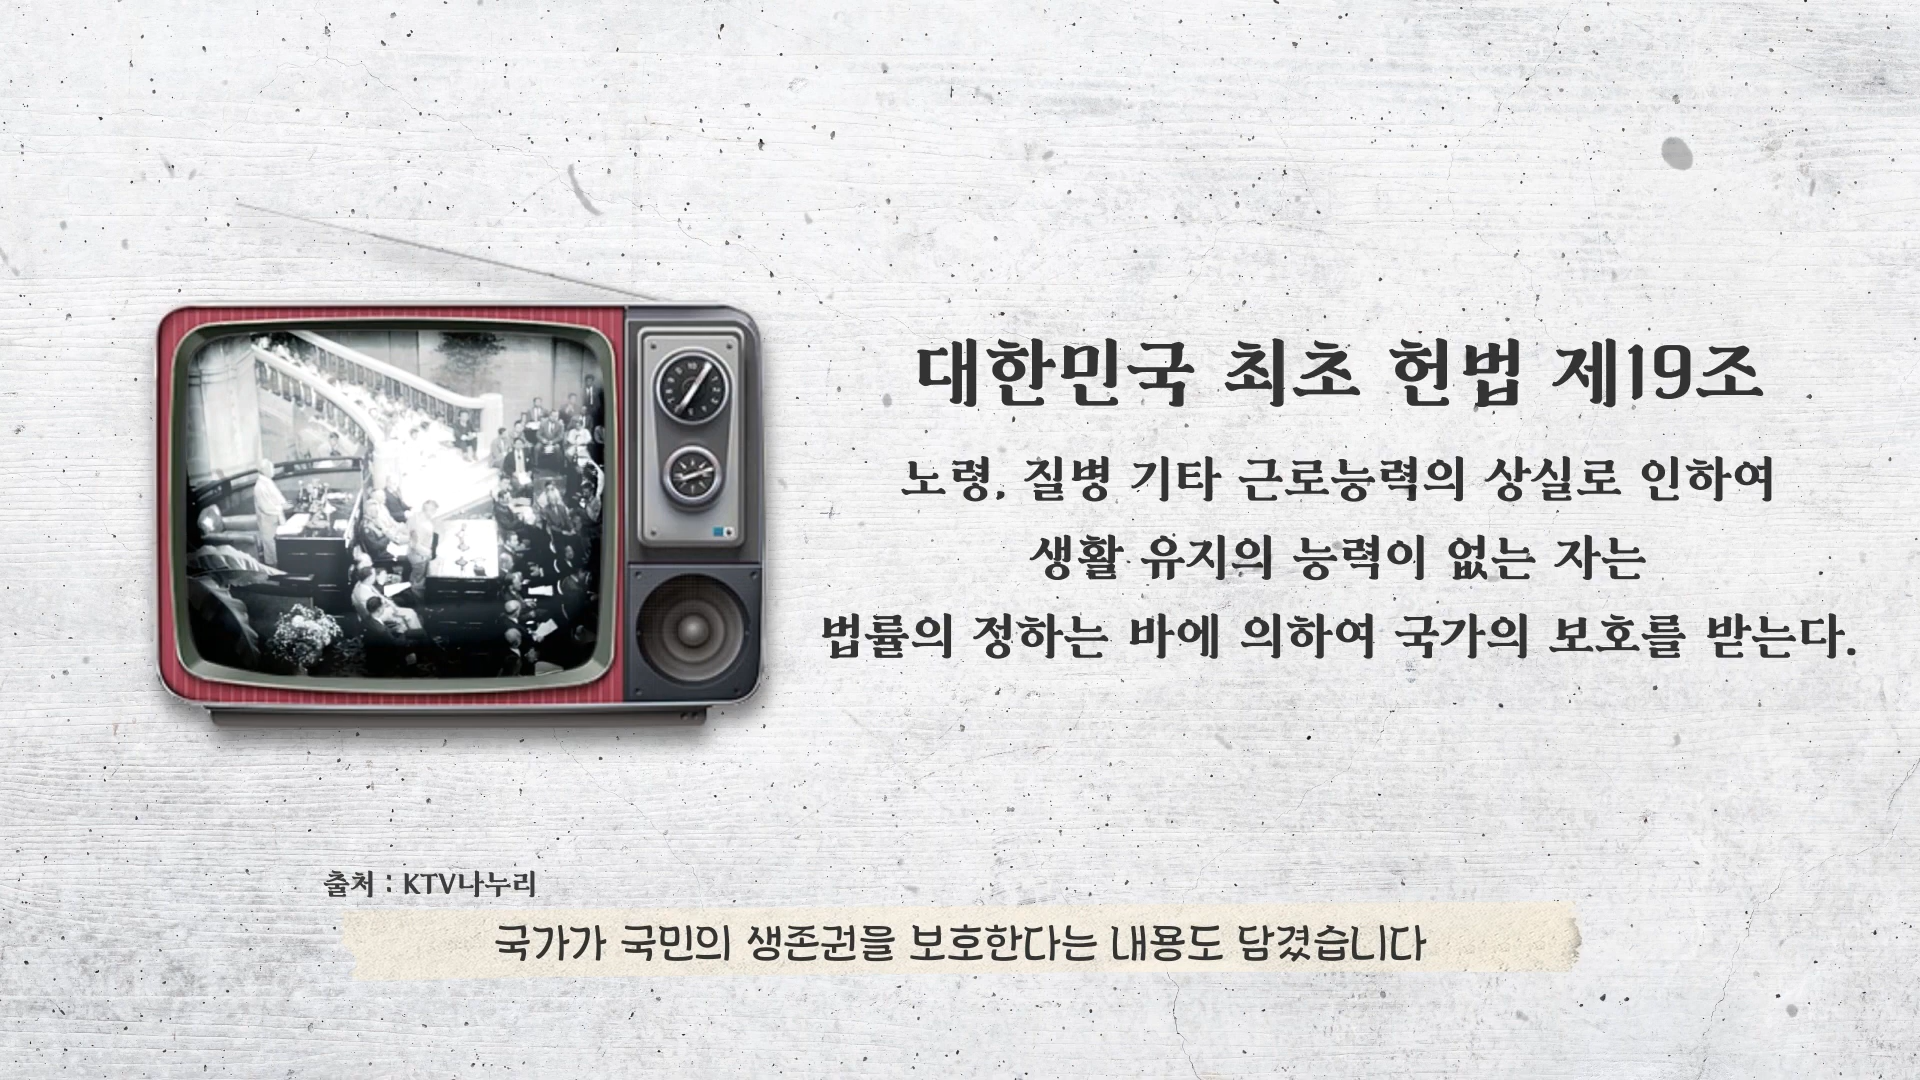 대한민국 최초 헌법 제19조
노령, 질병 기타 근로능력의 상실로 인하여
생활 유지의 능력이 없는 자는
법률의 정하는 바에 의하여 국가의 보호를 받는다.
출처 : KTV나누리
국가가 국민의 생존권을 보호한다는 내용도 담겼습니다